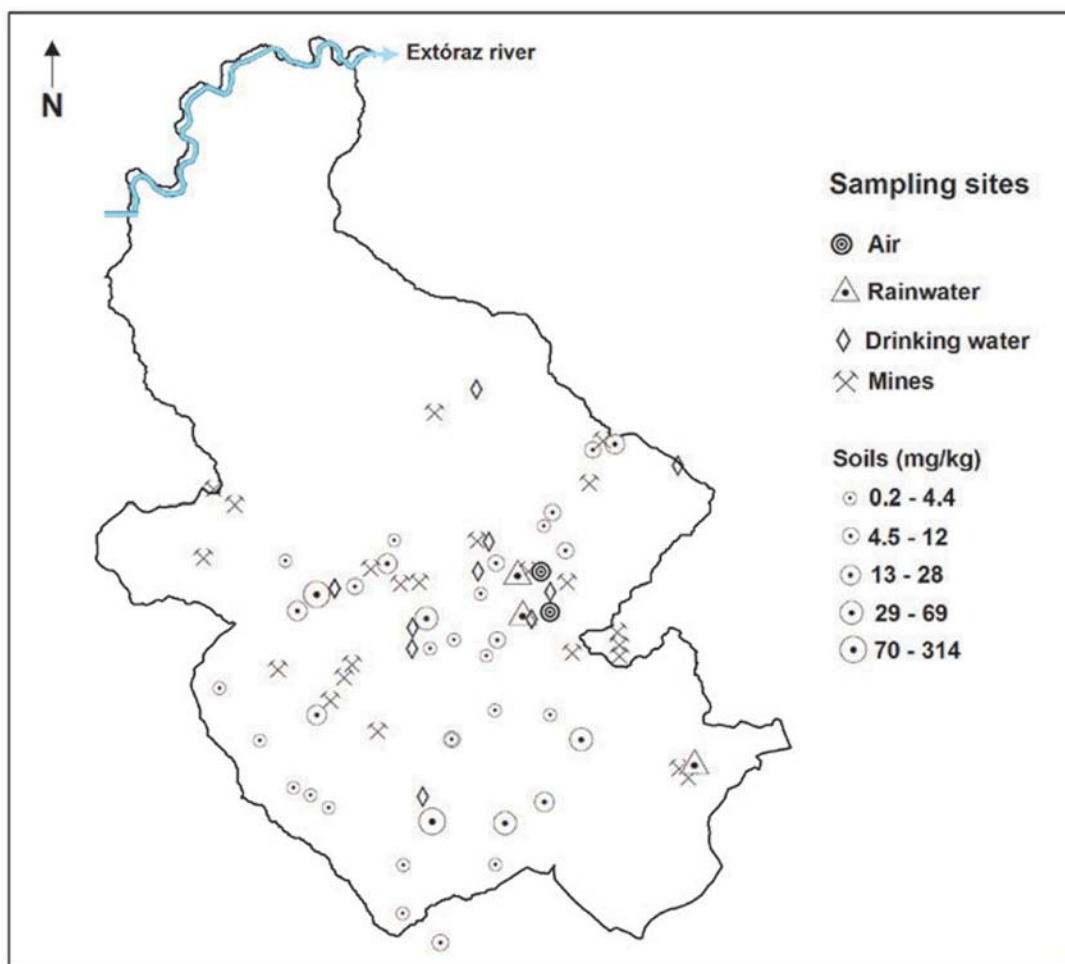 Extóraz river
N
Sampling sites
Air
Rainwater
Drinking water
Mines
Soils (mg/kg)
0.2 - 4.4
4.5 - 12
13 - 28
29 - 69
70 - 314